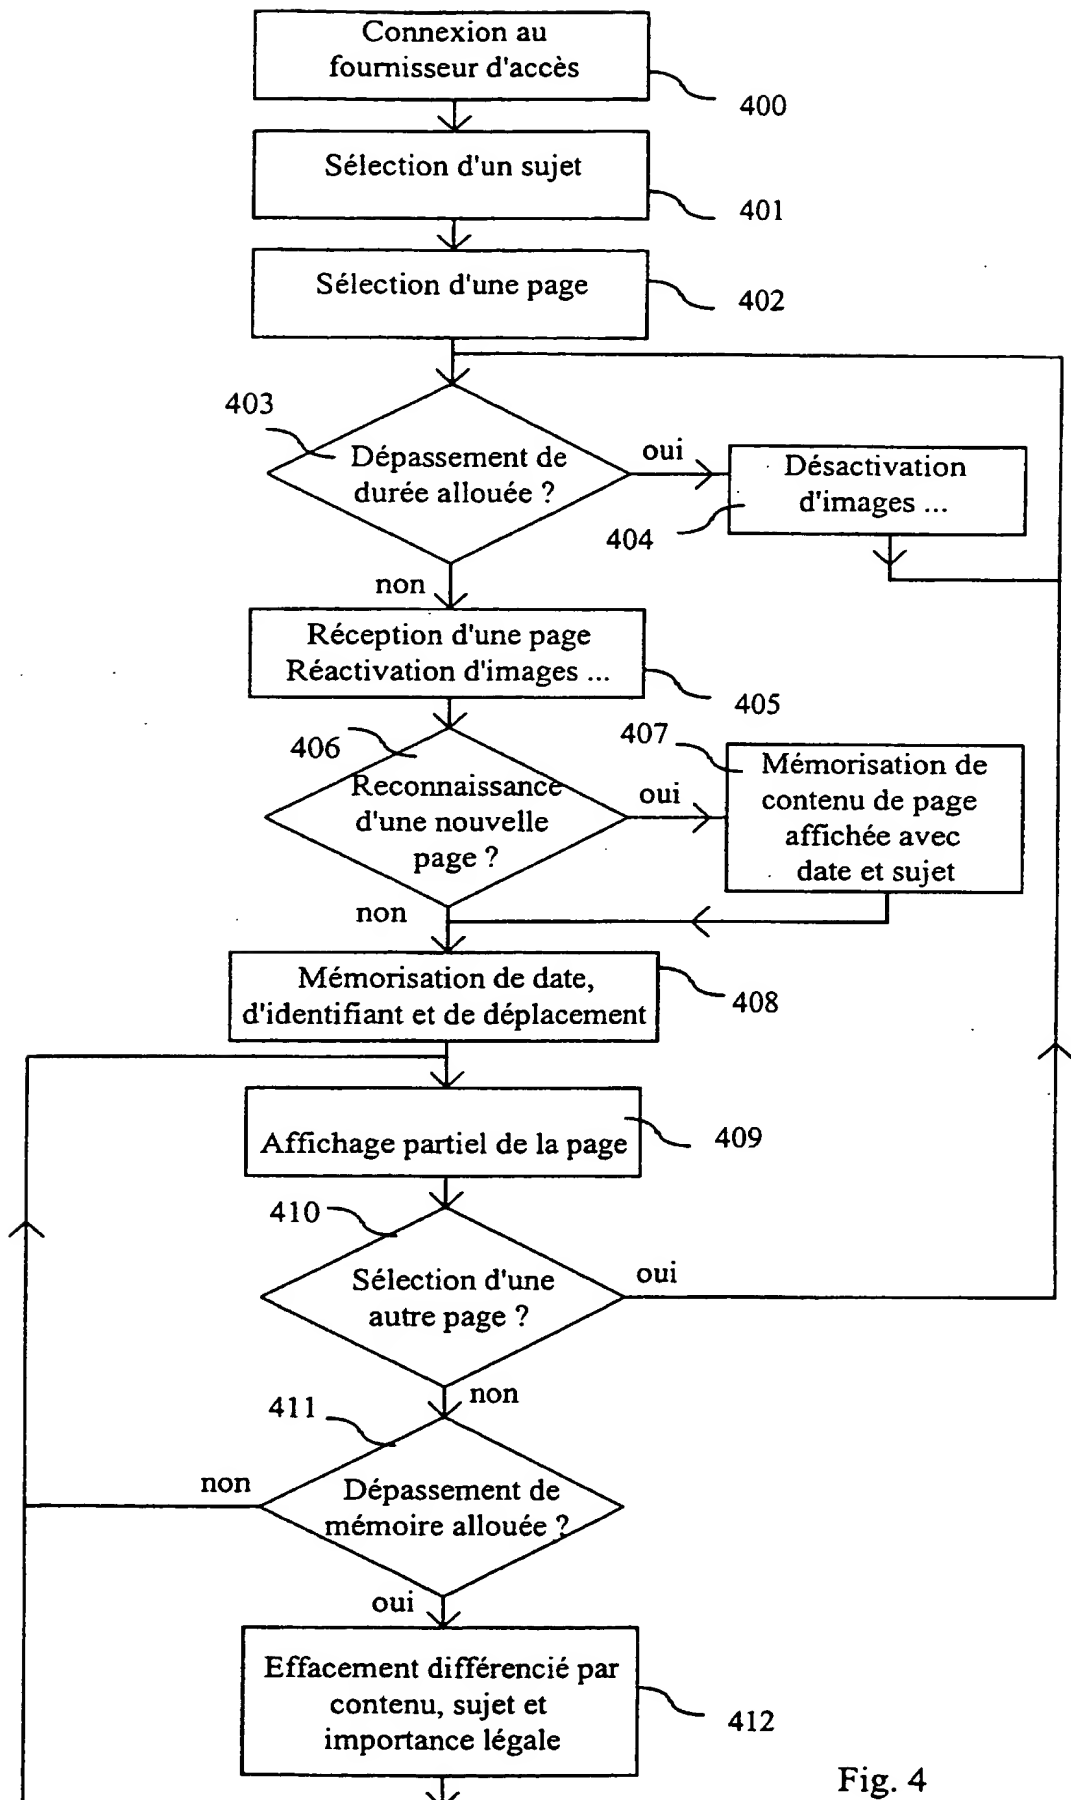 Connexion au
fournisseur d'accès
400
Sélection d'un sujet
401
Sélection d'une page
402
403
Dépassement de
durée allouée ?
oui
Désactivation
d'images ...
404
non
Réception d'une page
Réactivation d'images ...
405
406
Reconnaissance
d'une nouvelle
page ?
oui
407
Mémorisation de
contenu de page
affichée avec
date et sujet
non
Mémorisation de date,
d'identifiant et de déplacement
408
Affichage partiel de la page
409
410
Sélection d'une
autre page ?
oui
non
411
Dépassement de
mémoire allouée ?
non
oui
Effacement différencié par
contenu, sujet et
importance légale
412
Fig. 4